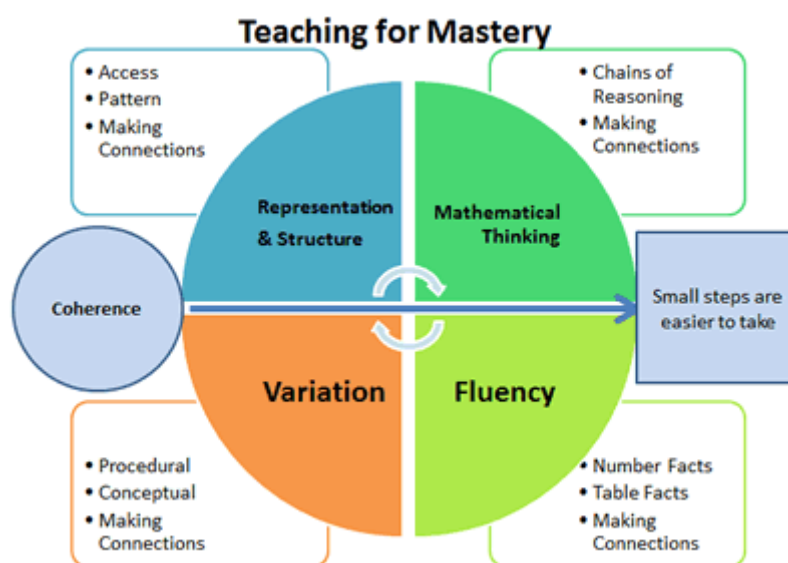 Teaching for Mastery
• Access
• Pattern
• Making
Connections
• Chains of
Reasoning
• Making
Connections
Representation
& Structure
Mathematical
Thinking
Coherence
Small steps are
easier to take
Variation
Fluency
• Procedural
• Conceptual
• Making
Connections
• Number Facts
• Table Facts
• Making
Connections